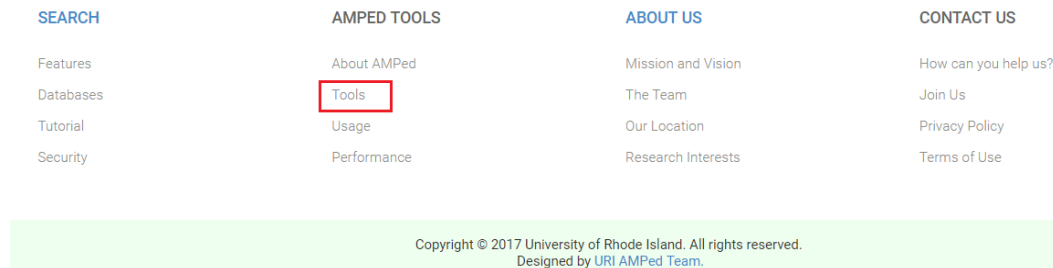 SEARCH AMPED TOOLS ABOUT US CONTACT US
Features About AMPed Mission and Vision How can you help us?
Databases Tools The Team Join Us
Tutorial Usage Our Location Privacy Policy
Security Performance Research Interests Terms of Use
Copyright © 2017 University of Rhode Island. All rights reserved.
Designed by URI AMPed Team.